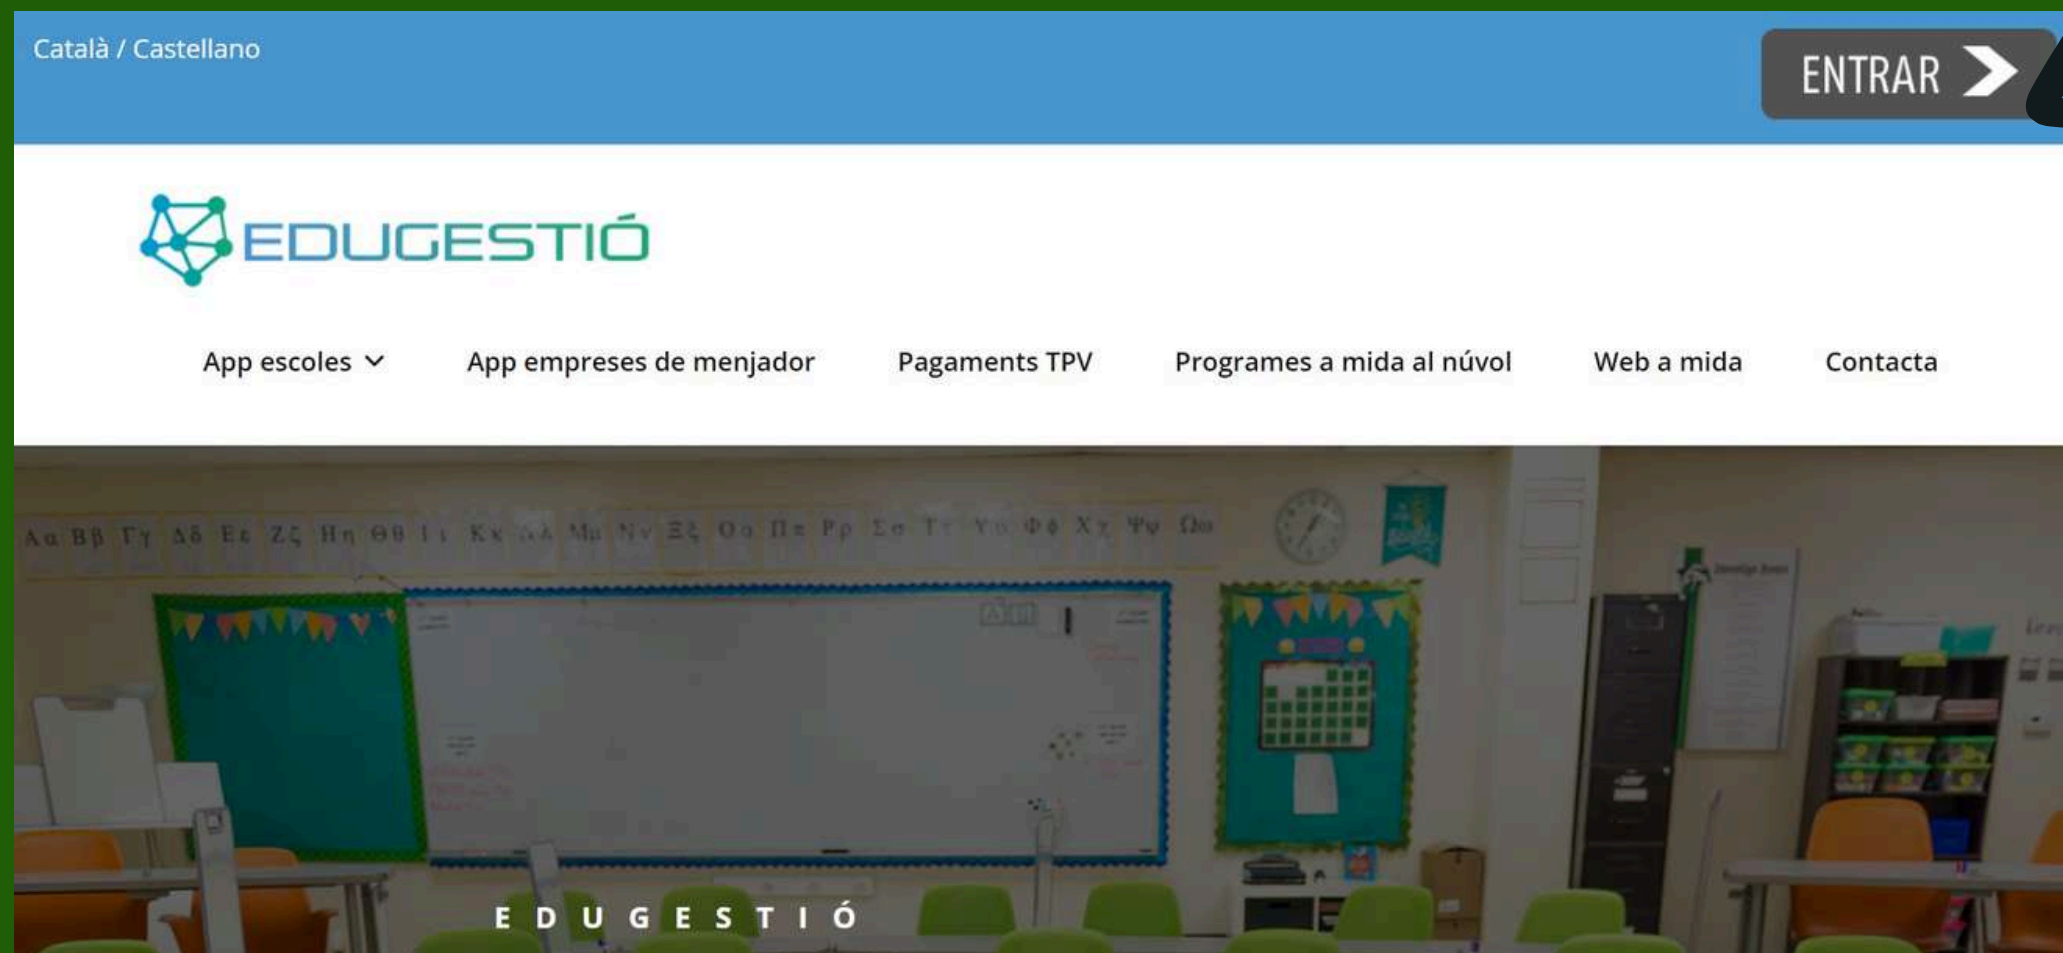 Català / Castellano
ENTRAR
EDUGESTIÓ
App escoles
App empreses de menjador
Pagaments TPV
Programes a mida al núvol
Web a mida
Contacta
Αα Ββ Γγ Δδ Εε Ζζ Ηη Θθ Ιι Κκ Λλ Μμ Νν Ξξ Οο Ππ Ρρ Σσ Ττ Υυ Φφ Χχ Ψψ Ωω
EDUGESTIÓ